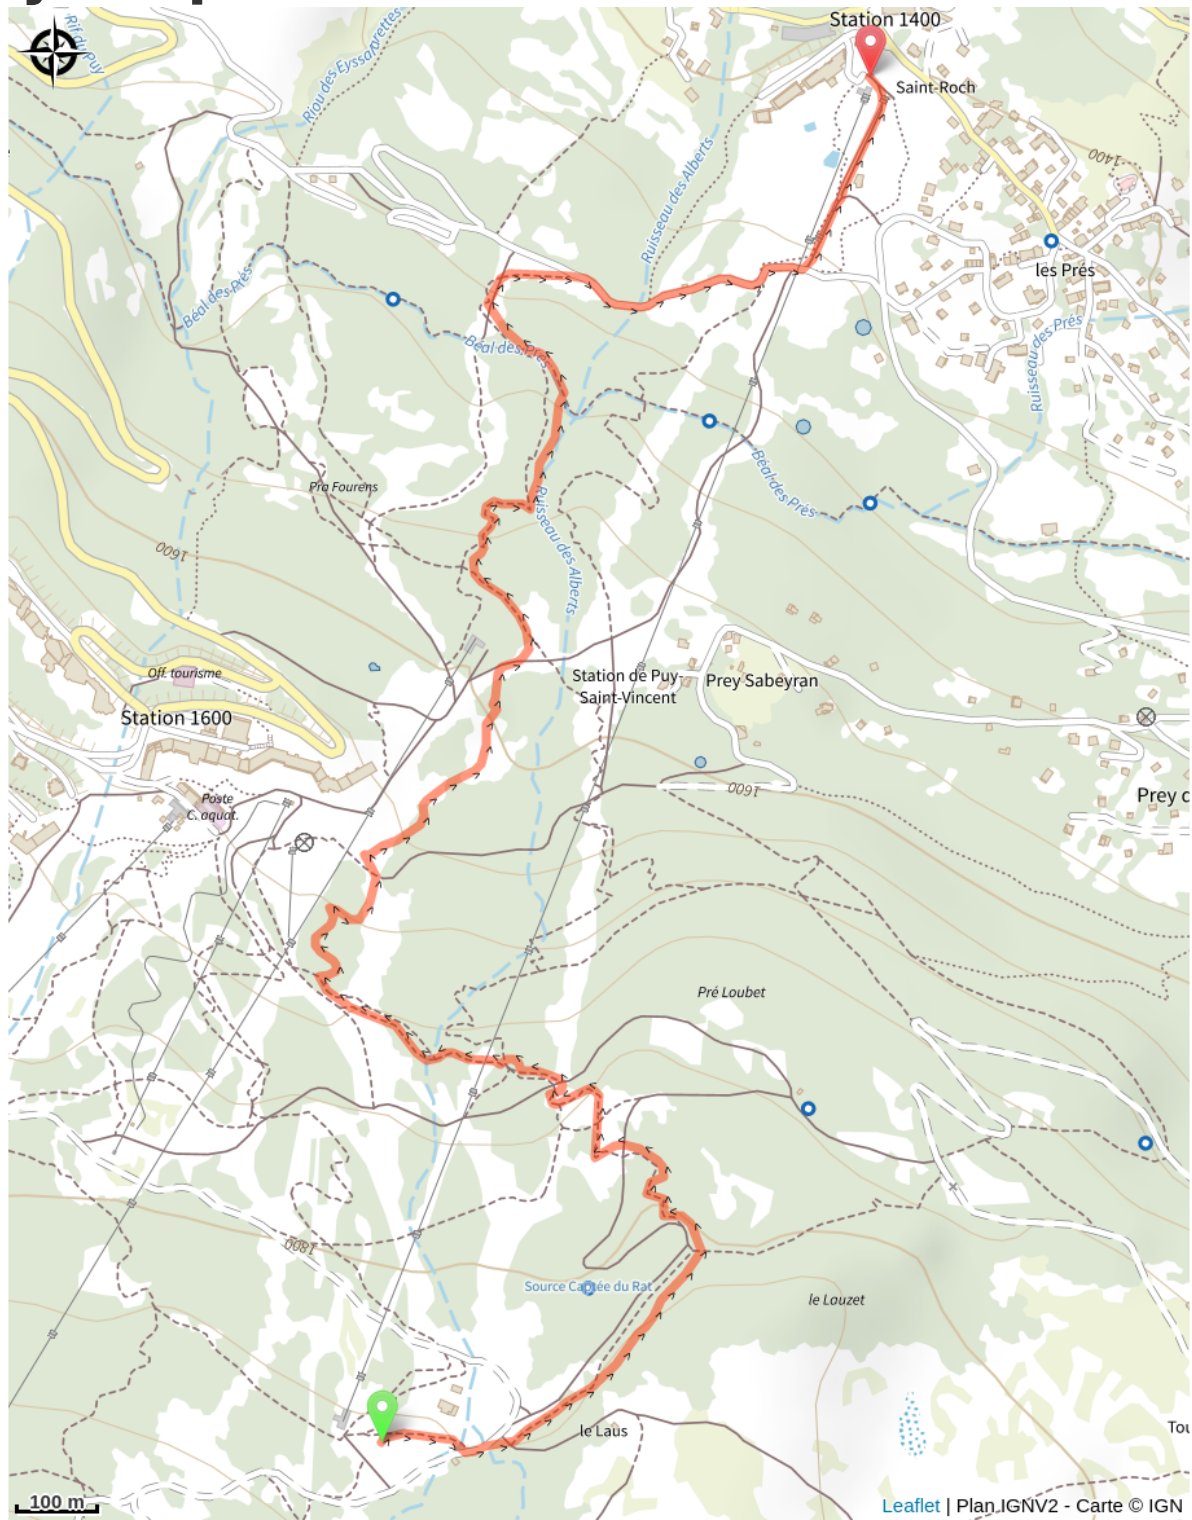 Station 1400
Rif du Puy
Riou des Eyssarettes
Saint-Roch
1400
Ruisseau des Alberts
les Prés
Béal des Prés
Béal des Prés
Ruisseau des Prés
Béal des Prés
Pra Fourens
Ruisseau des Alberts
1600
Off. tourisme
Station de Puy-
Saint-Vincent
Prey Sabeyran
Station 1600
1600
Poste
C. aquat.
Prey d
Pré Loubet
1800
Source Captée du Rat
le Lauzet
le Laus
Tou
100 m
Leaflet | Plan IGNV2 - Carte © IGN